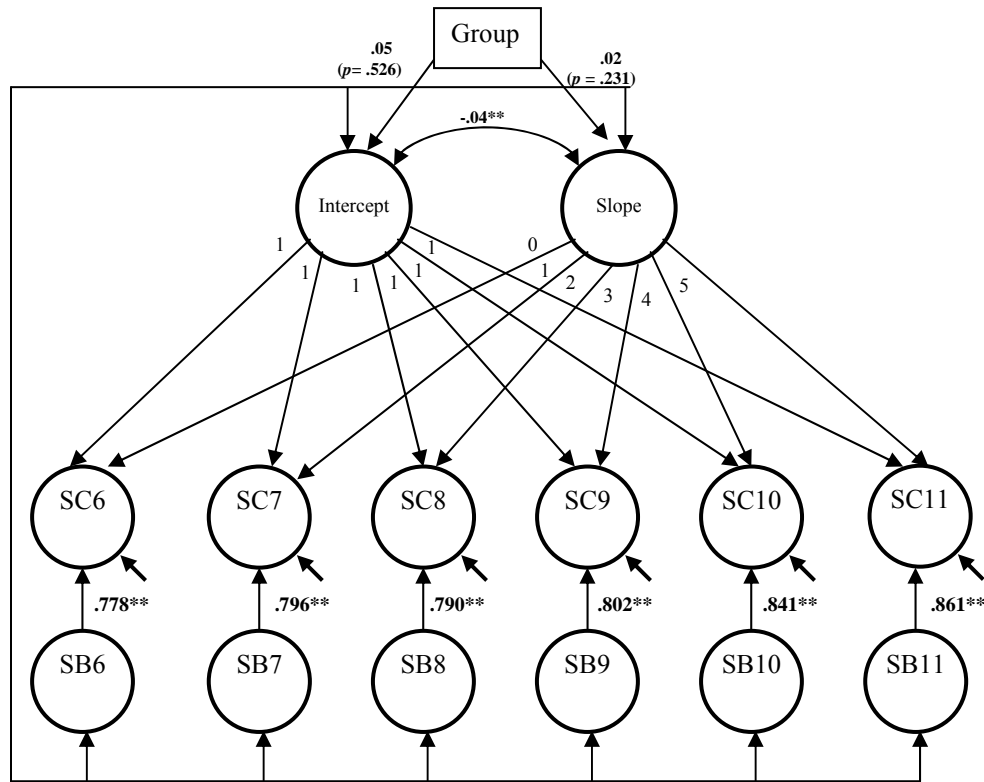 Group
.05
(p= .526)
.02
(p = .231)
-.04**
Intercept
Slope
1
1
1
1
1
1
0
1
2
3
4
5
SC6
SC7
SC8
SC9
SC10
SC11
.778**
.796**
.790**
.802**
.841**
.861**
SB6
SB7
SB8
SB9
SB10
SB11